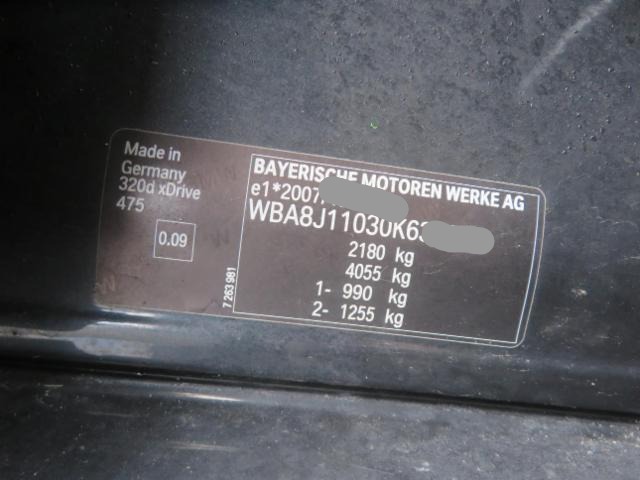 Made in
Germany
320d xDrive
475
0.09
7 263 981
BAYERISCHE MOTOREN WERKE AG
e1*2007/
WBA8J11030K63
2180 kg
4055 kg
1- 990 kg
2- 1255 kg